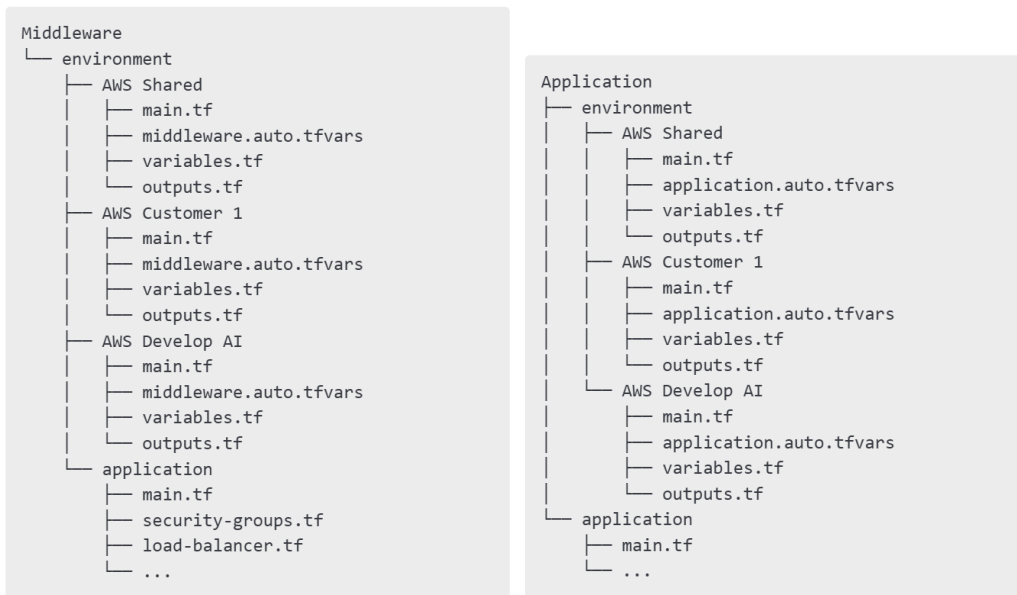 Middleware
└── environment
    ├── AWS Shared
    │   ├── main.tf
    │   ├── middleware.auto.tfvars
    │   ├── variables.tf
    │   └── outputs.tf
    ├── AWS Customer 1
    │   ├── main.tf
    │   ├── middleware.auto.tfvars
    │   ├── variables.tf
    │   └── outputs.tf
    ├── AWS Develop AI
    │   ├── main.tf
    │   ├── middleware.auto.tfvars
    │   ├── variables.tf
    │   └── outputs.tf
    └── application
        ├── main.tf
        ├── security-groups.tf
        ├── load-balancer.tf
        └── ...
Application
├── environment
│   ├── AWS Shared
│   │   ├── main.tf
│   │   ├── application.auto.tfvars
│   │   ├── variables.tf
│   │   └── outputs.tf
│   ├── AWS Customer 1
│   │   ├── main.tf
│   │   ├── application.auto.tfvars
│   │   ├── variables.tf
│   │   └── outputs.tf
│   └── AWS Develop AI
│       ├── main.tf
│       ├── application.auto.tfvars
│       ├── variables.tf
│       └── outputs.tf
└── application
    ├── main.tf
    └── ...